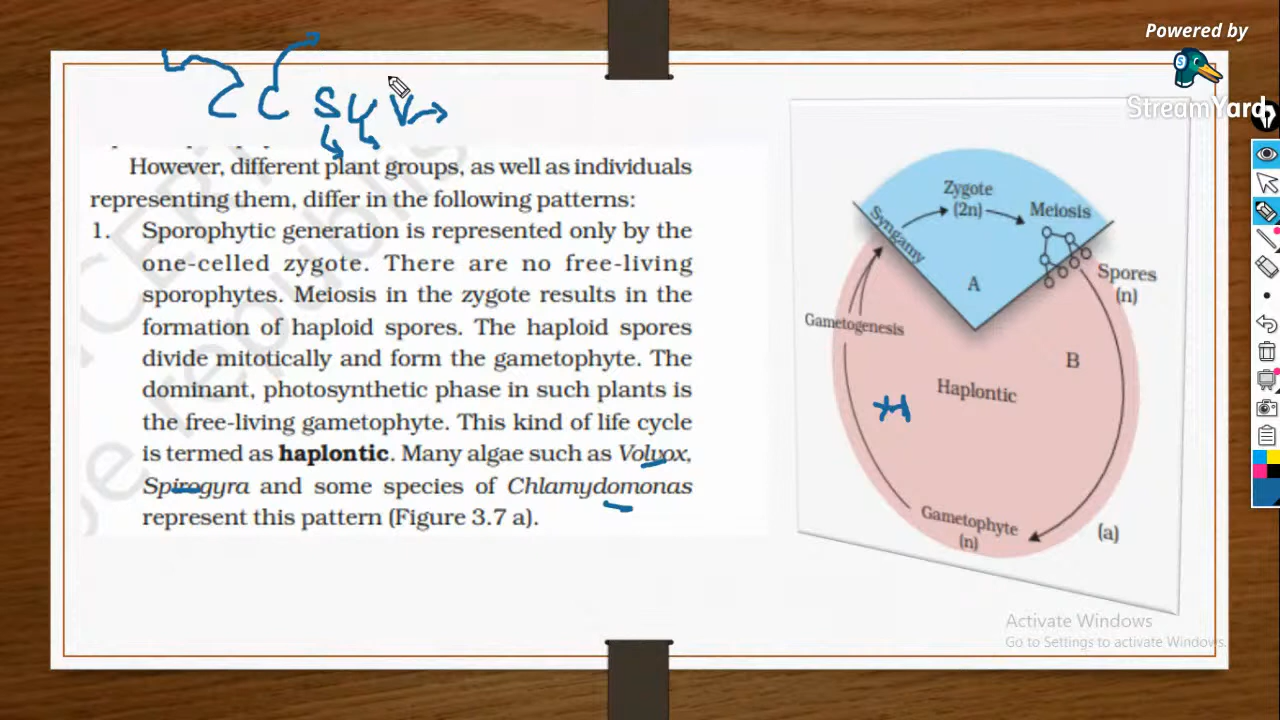 Powered by
StreamYard
C C S U V
However, different plant groups, as well as individuals
representing them, differ in the following patterns:
1. Sporophytic generation is represented only by the
one-celled zygote. There are no free-living
sporophytes. Meiosis in the zygote results in the
formation of haploid spores. The haploid spores
divide mitotically and form the gametophyte. The
dominant, photosynthetic phase in such plants is
the free-living gametophyte. This kind of life cycle
is termed as haplontic. Many algae such as Volvox,
Spirogyra and some species of Chlamydomonas
represent this pattern (Figure 3.7 a).
Zygote
(2n)
Meiosis
Syngamy
A
Spores
(n)
Gametogenesis
B
Haplontic
Gametophyte
(n)
(a)
Activate Windows
Go to Settings to activate Windows.